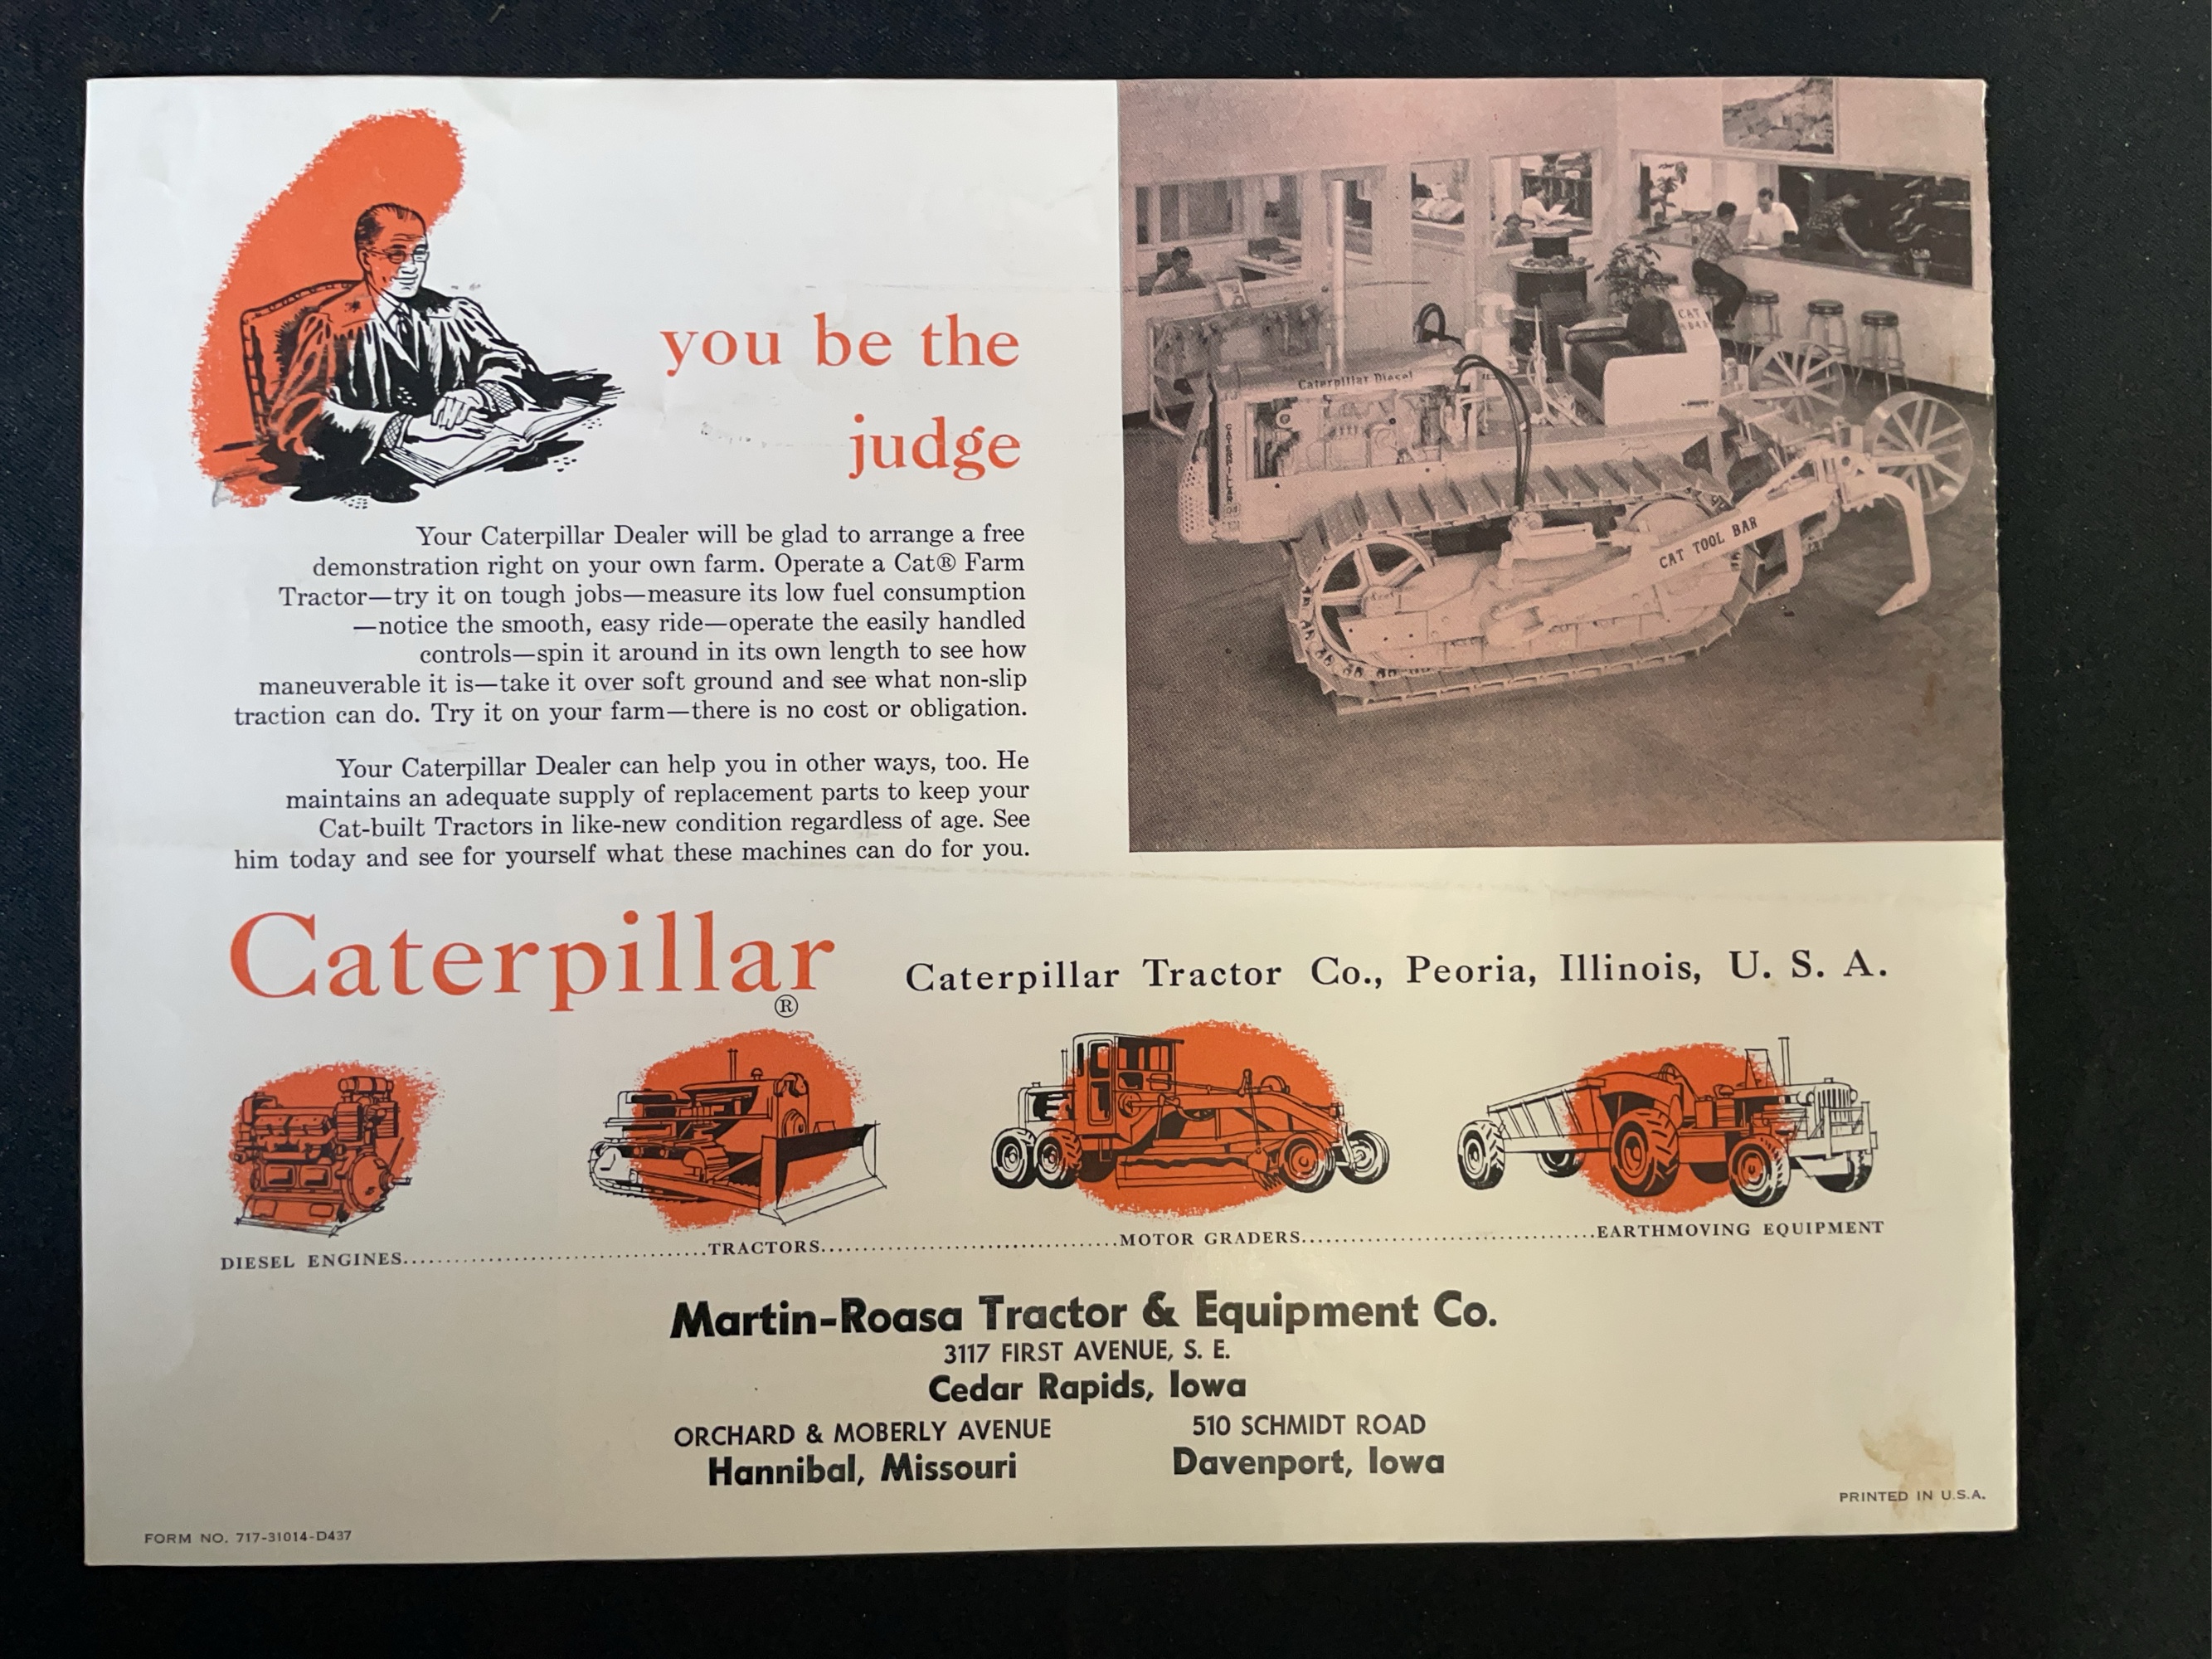 you be the
judge
Your Caterpillar Dealer will be glad to arrange a free
demonstration right on your own farm. Operate a Cat® Farm
Tractor—try it on tough jobs—measure its low fuel consumption
—notice the smooth, easy ride—operate the easily handled
controls—spin it around in its own length to see how
maneuverable it is—take it over soft ground and see what non-slip
traction can do. Try it on your farm—there is no cost or obligation.
Your Caterpillar Dealer can help you in other ways, too. He
maintains an adequate supply of replacement parts to keep your
Cat-built Tractors in like-new condition regardless of age. See
him today and see for yourself what these machines can do for you.
Caterpillar Diesel
CATERPILLAR
CAT
CAT TOOL BAR
Caterpillar®
Caterpillar Tractor Co., Peoria, Illinois, U. S. A.
DIESEL ENGINES....................................TRACTORS...................................MOTOR GRADERS...................................EARTHMOVING EQUIPMENT
Martin-Roasa Tractor & Equipment Co.
3117 FIRST AVENUE, S. E.
Cedar Rapids, Iowa
ORCHARD & MOBERLY AVENUE
Hannibal, Missouri
510 SCHMIDT ROAD
Davenport, Iowa
PRINTED IN U.S.A.
FORM NO. 717-31014-D437